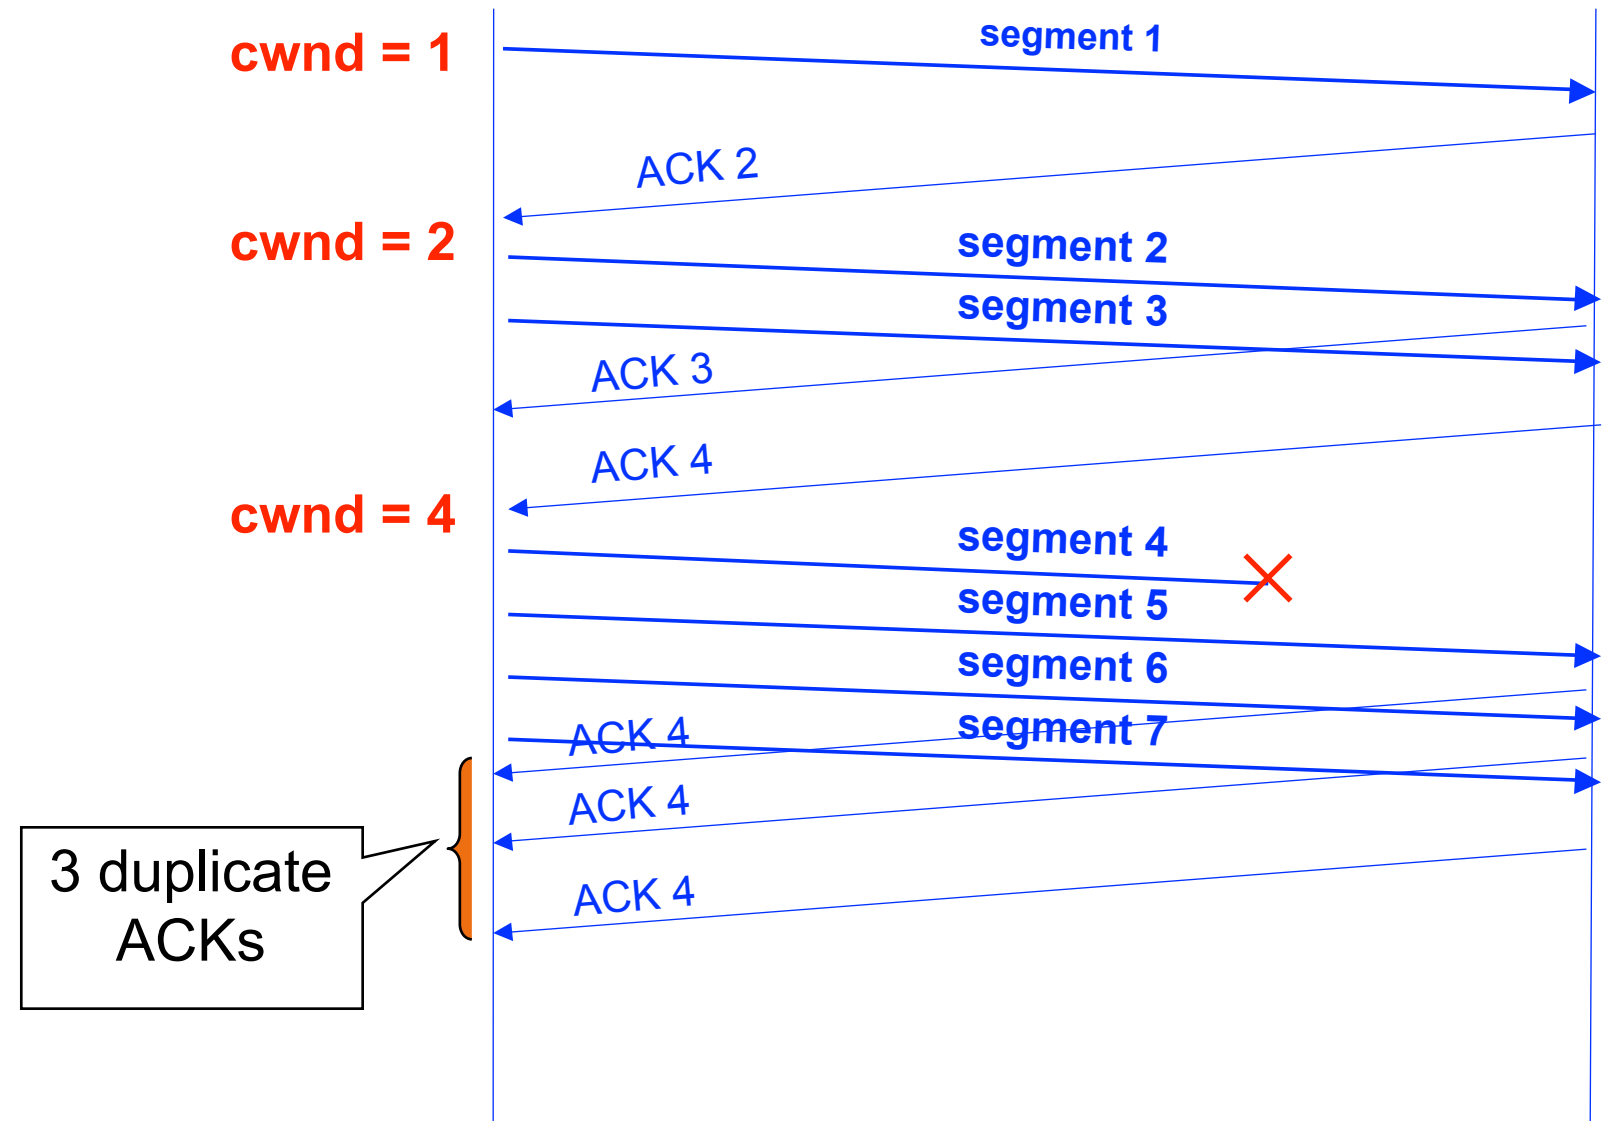 cwnd = 1
segment 1
ACK 2
cwnd = 2
segment 2
segment 3
ACK 3
ACK 4
cwnd = 4
segment 4
segment 5
segment 6
segment 7
ACK 4
ACK 4
3 duplicate
ACKs
ACK 4